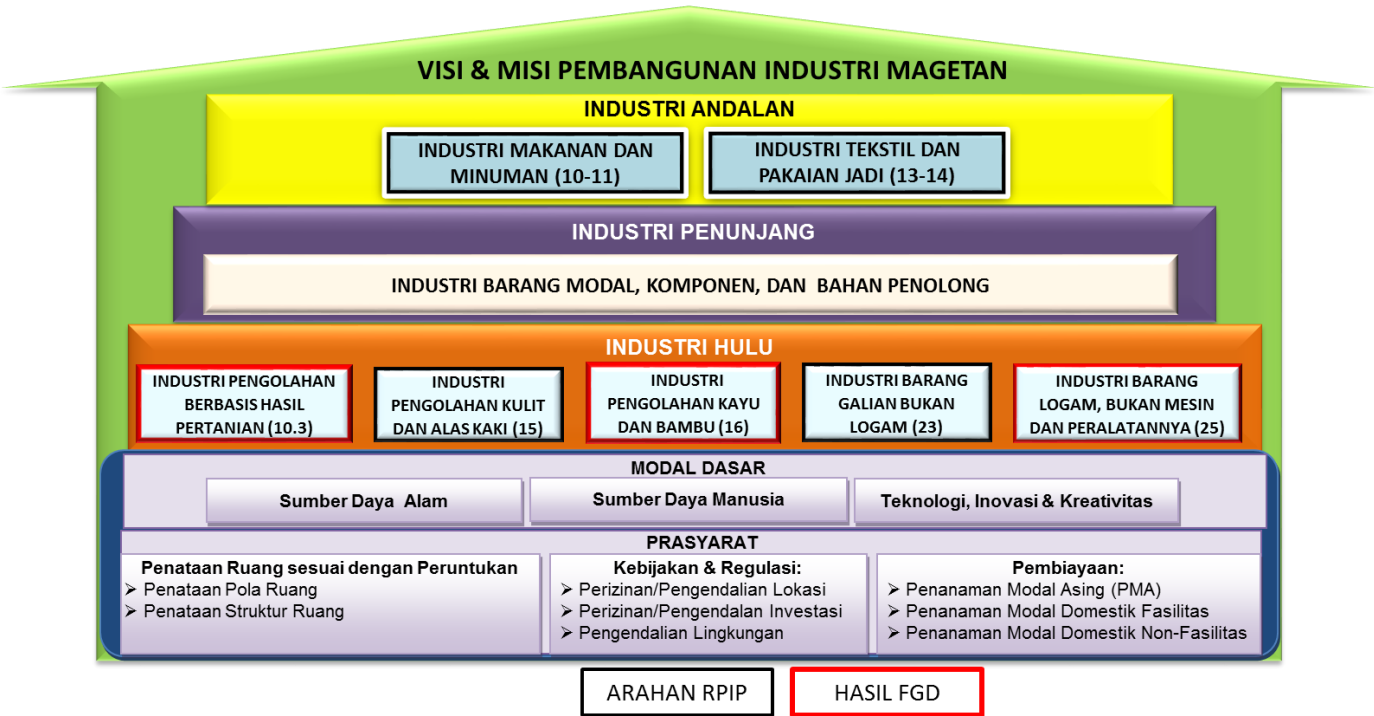 VISI & MISI PEMBANGUNAN INDUSTRI MAGETAN
INDUSTRI ANDALAN
INDUSTRI MAKANAN DAN
MINUMAN (10-11)
INDUSTRI TEKSTIL DAN
PAKAIAN JADI (13-14)
INDUSTRI PENUNJANG
INDUSTRI BARANG MODAL, KOMPONEN, DAN BAHAN PENOLONG
INDUSTRI HULU
INDUSTRI PENGOLAHAN
BERBASIS HASIL
PERTANIAN (10.3)
INDUSTRI
PENGOLAHAN KULIT
DAN ALAS KAKI (15)
INDUSTRI
PENGOLAHAN KAYU
DAN BAMBU (16)
INDUSTRI BARANG
GALIAN BUKAN
LOGAM (23)
INDUSTRI BARANG
LOGAM, BUKAN MESIN
DAN PERALATANNYA (25)
MODAL DASAR
Sumber Daya Alam
Sumber Daya Manusia
Teknologi, Inovasi & Kreativitas
PRASYARAT
Penataan Ruang sesuai dengan Peruntukan
➢ Penataan Pola Ruang
➢ Penataan Struktur Ruang
Kebijakan & Regulasi:
➢ Perizinan/Pengendalian Lokasi
➢ Perizinan/Pengendalan Investasi
➢ Pengendalian Lingkungan
Pembiayaan:
➢ Penanaman Modal Asing (PMA)
➢ Penanaman Modal Domestik Fasilitas
➢ Penanaman Modal Domestik Non-Fasilitas
ARAHAN RPIP
HASIL FGD